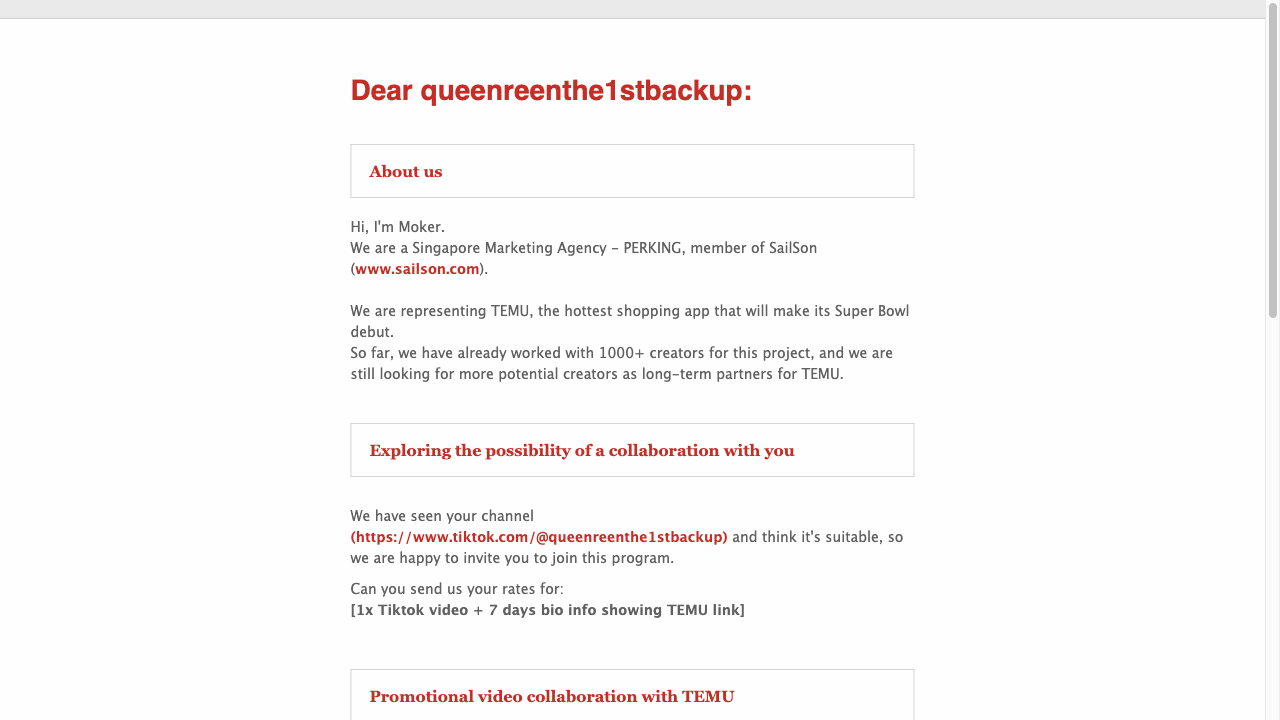 Dear queenreenthe1stbackup:
About us
Hi, I'm Moker.
We are a Singapore Marketing Agency – PERKING, member of SailSon
(www.sailson.com).
We are representing TEMU, the hottest shopping app that will make its Super Bowl
debut.
So far, we have already worked with 1000+ creators for this project, and we are
still looking for more potential creators as long-term partners for TEMU.
Exploring the possibility of a collaboration with you
We have seen your channel
(https://www.tiktok.com/@queenreenthe1stbackup) and think it's suitable, so
we are happy to invite you to join this program.
Can you send us your rates for:
[1x Tiktok video + 7 days bio info showing TEMU link]
Promotional video collaboration with TEMU